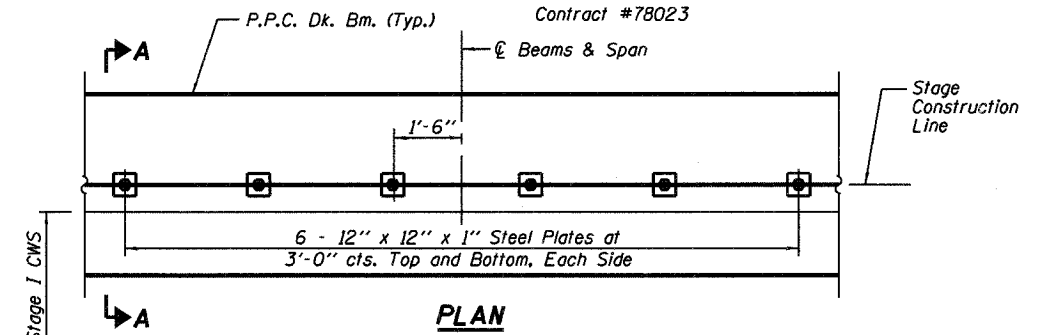 P.P.C. Dk. Bm. (Typ.)
Contract #78023
A
℄ Beams & Span
Stage
Construction
Line
1'-6"
6 - 12" x 12" x 1" Steel Plates at
3'-0" cts. Top and Bottom, Each Side
Stage I CWS
A
PLAN